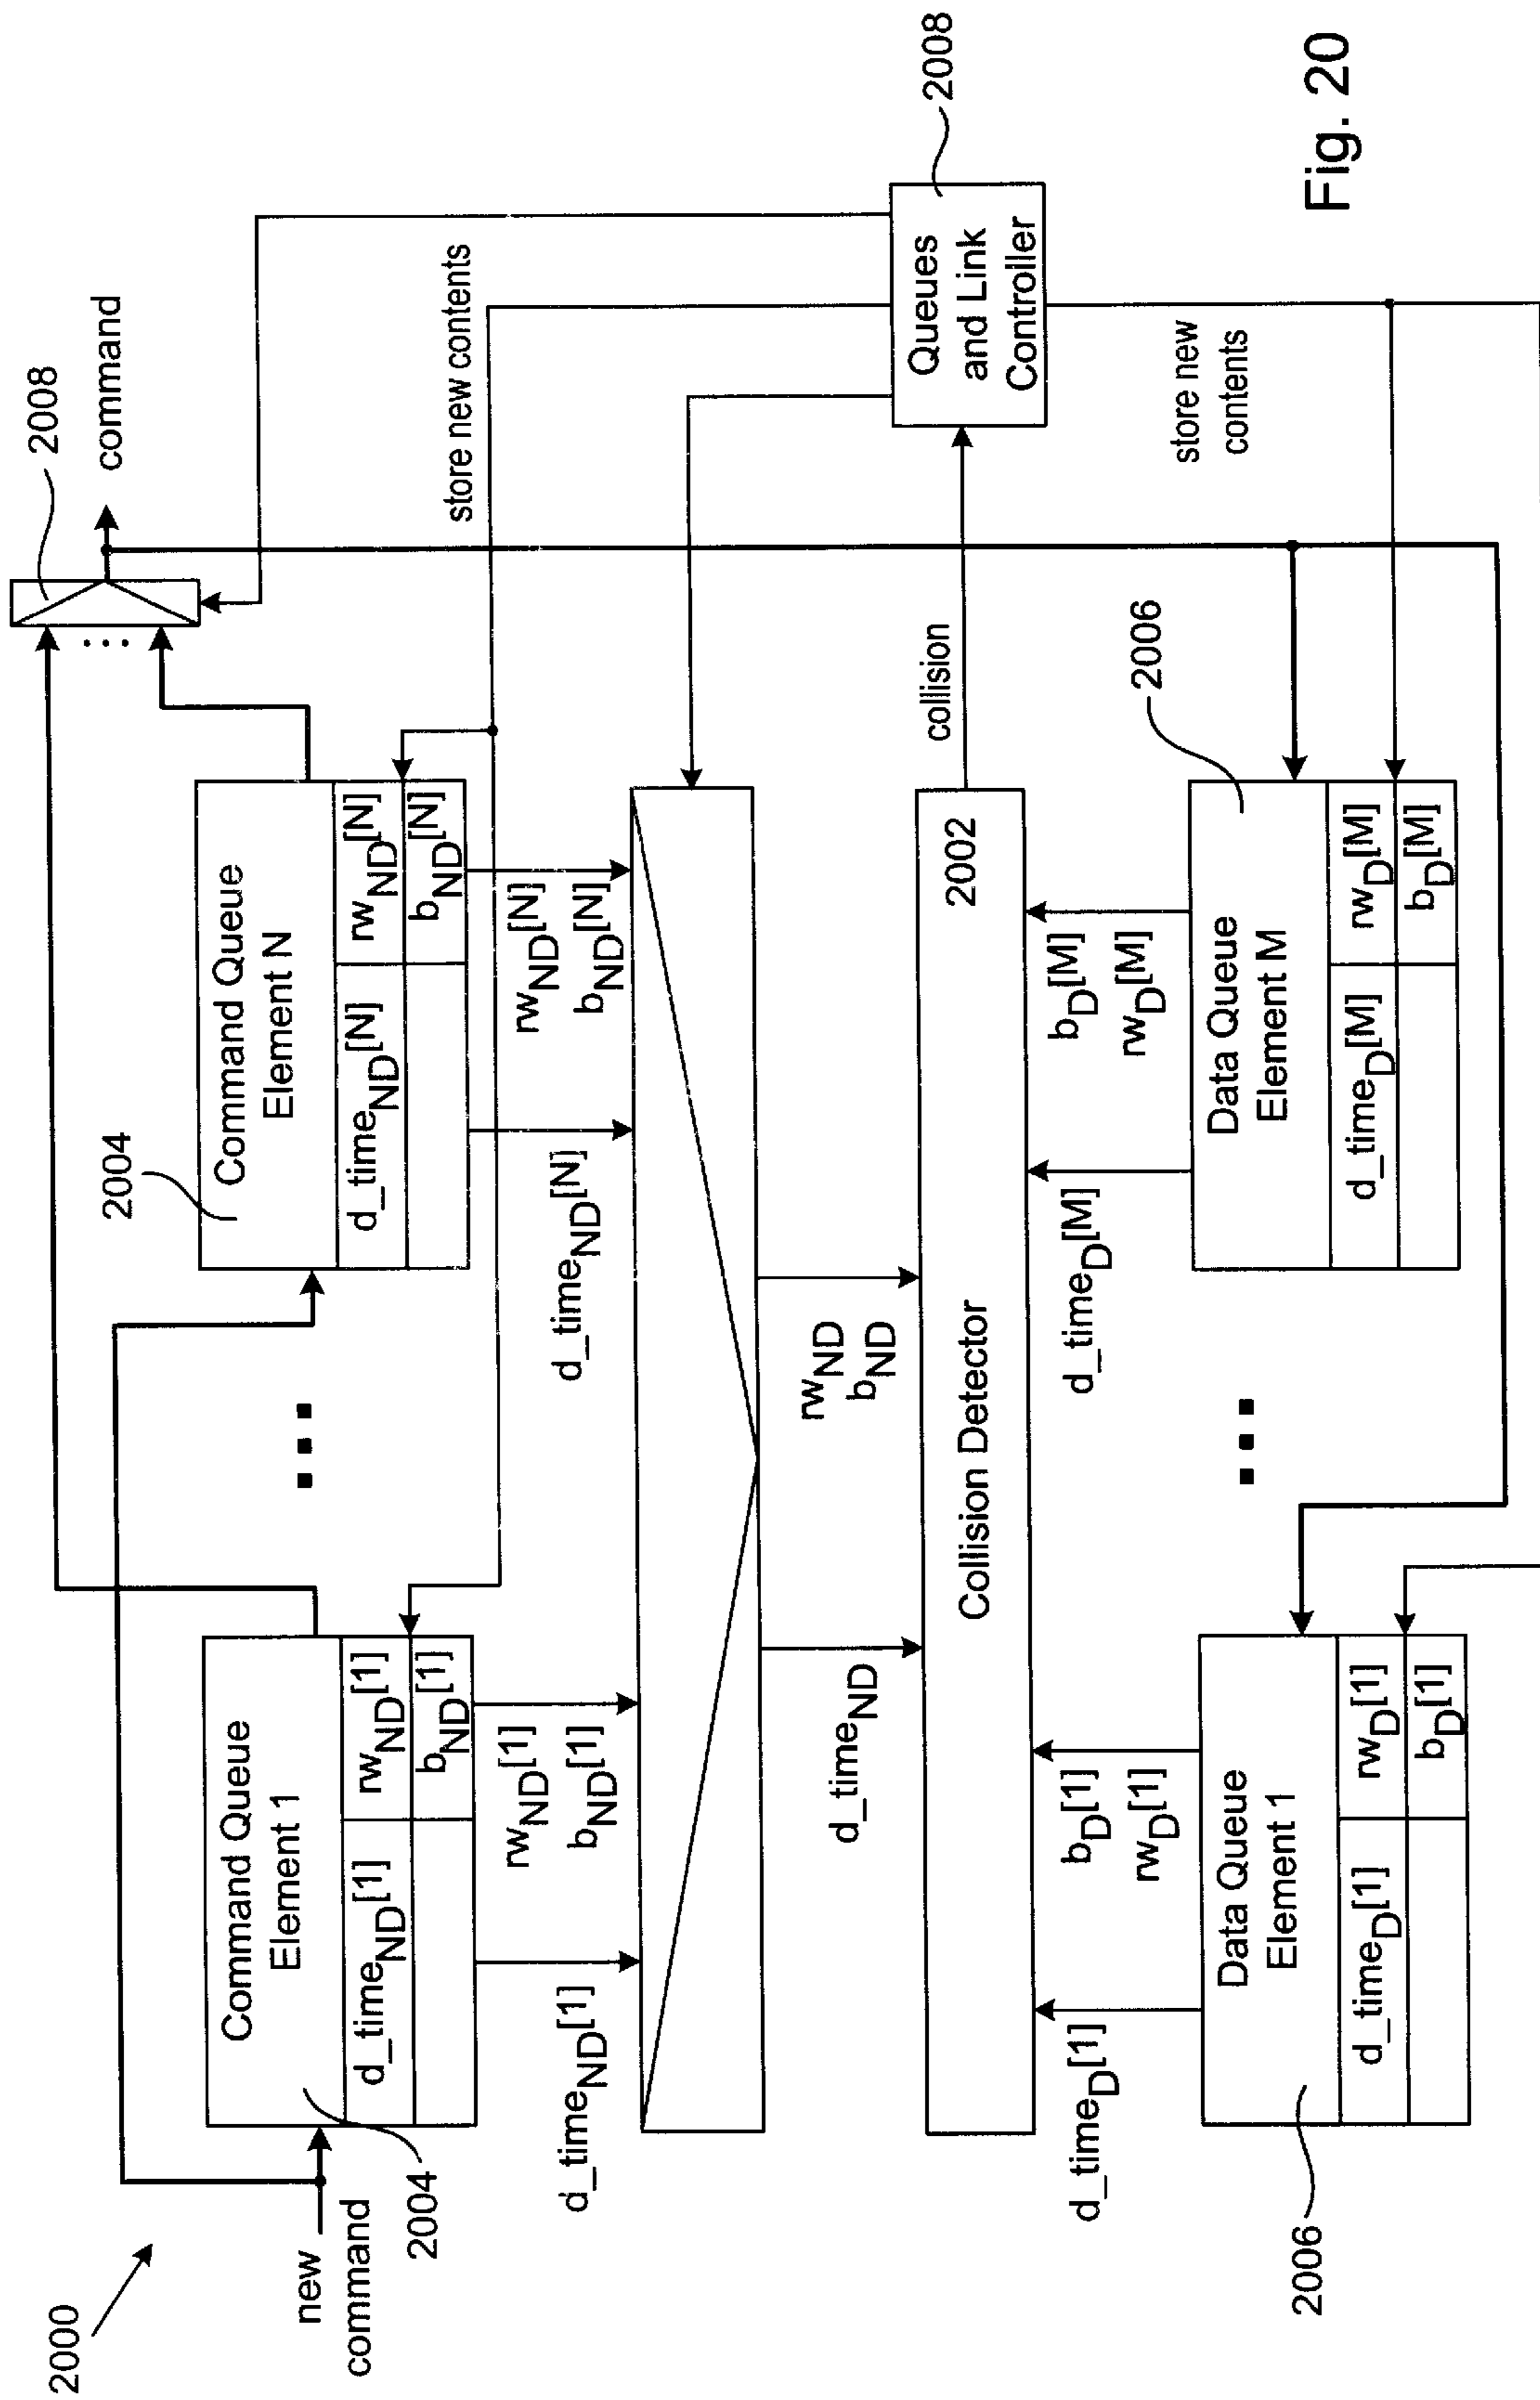 2000
new
command
2004
Command Queue
Element 1
d_timeND[1]
rwND[1]
bND[1]
2004
Command Queue
Element N
d_timeND[N]
rwND[N]
bND[N]
2008
command
store new contents
d_timeND[1]
rwND[1]
bND[1]
d_timeND[N]
rwND[N]
bND[N]
d_timeND
rwND
bND
Collision Detector
2002
collision
Queues
and Link
Controller
2008
d_timeD[1]
bD[1]
rwD[1]
d_timeD[M]
bD[M]
rwD[M]
store new
contents
2006
Data Queue
Element 1
d_timeD[1]
rwD[1]
bD[1]
2006
Data Queue
Element M
d_timeD[M]
rwD[M]
bD[M]
Fig. 20